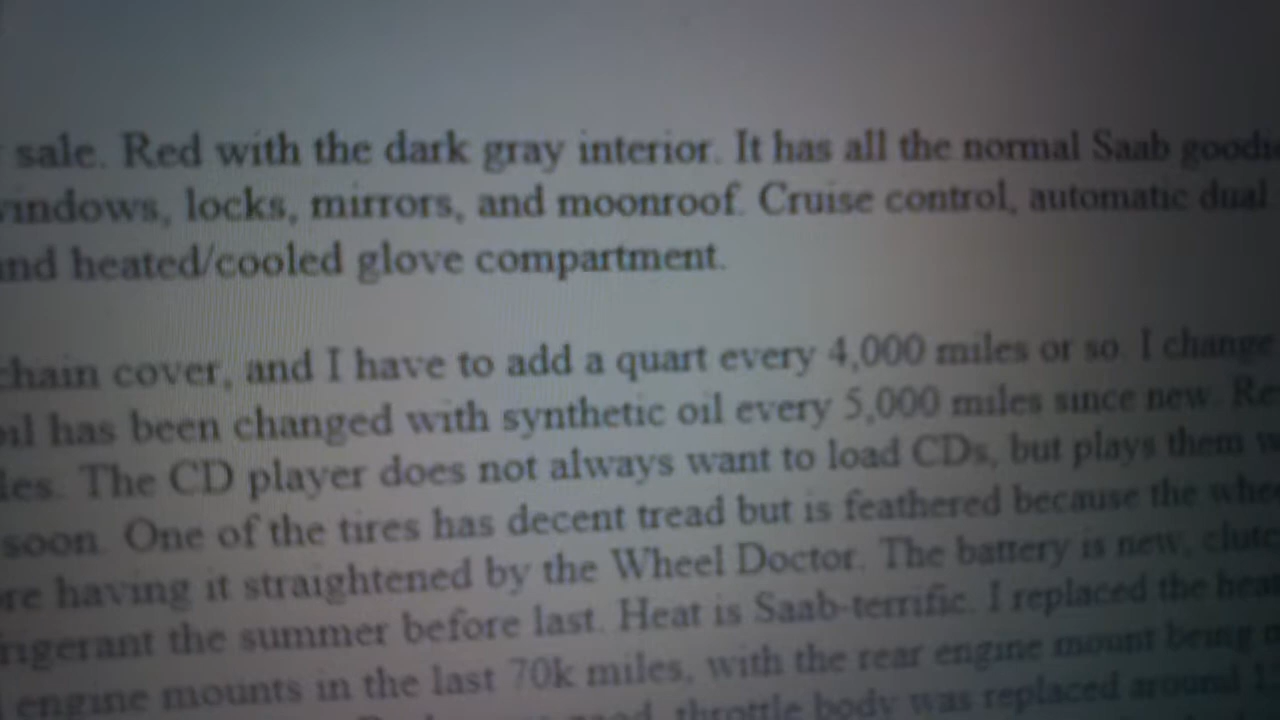 sale. Red with the dark gray interior. It has all the normal Saab
windows, locks, mirrors, and moonroof. Cruise control, automatic dual
and heated/cooled glove compartment.
chain cover, and I have to add a quart every 4,000 miles or so. I change
oil has been changed with synthetic oil every 5,000 miles since new.
The CD player does not always want to load CDs, but plays them
soon. One of the tires has decent tread but is feathered because the
having it straightened by the Wheel Doctor. The battery is new,
the summer before last. Heat is Saab-terrific. I replaced the
engine mounts in the last 70k miles, with the rear engine mount being
throttle body was replaced around